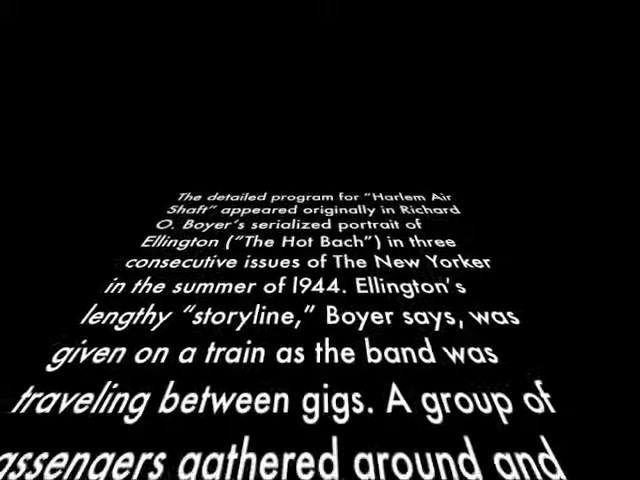 The detailed program for "Harlem Air
Shaft" appeared originally in Richard
O. Boyer's serialized portrait of
Ellington ("The Hot Bach") in three
consecutive issues of The New Yorker
in the summer of 1944. Ellington's
lengthy "storyline," Boyer says, was
given on a train as the band was
traveling between gigs. A group of
assengers gathered around and